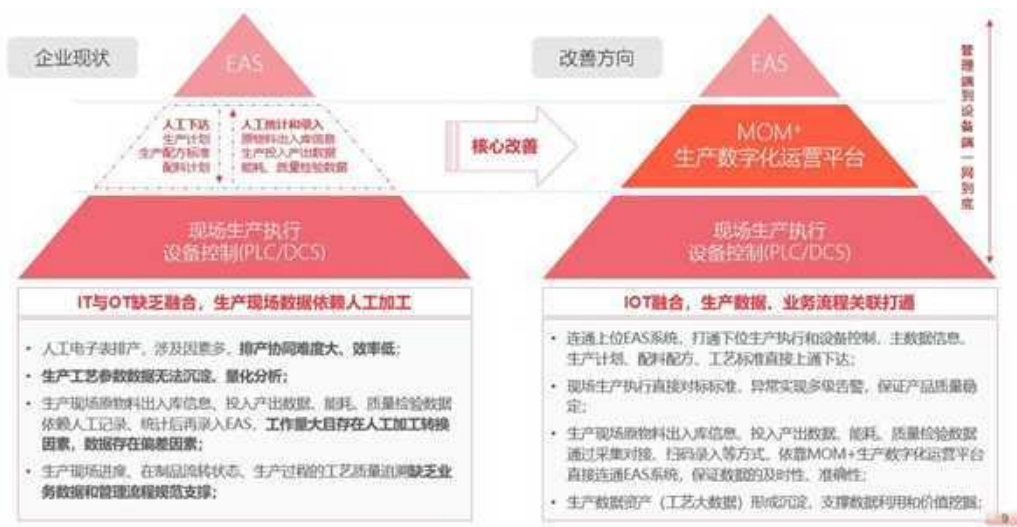 企业现状
EAS
人工下达
生产计划
生产配方标准
配料计划
人工统计和录入
原物料出入库信息
生产投入产出数据
能耗、质量检验数据
现场生产执行
设备控制(PLC/DCS)
核心改善
改善方向
EAS
MOM+
生产数字化运营平台
现场生产执行
设备控制(PLC/DCS)
管理端到设备端一网到底
IT与OT缺乏融合，生产现场数据依赖人工加工
• 人工电子表排产，涉及因素多，排产协同难度大、效率低；
• 生产工艺参数数据无法沉淀、量化分析；
• 生产现场原物料出入库信息、投入产出数据、能耗、质量检验数据
依赖人工记录、统计后再录入EAS，工作量大且存在人工加工转换
因素，数据存在偏差因素；
• 生产现场进度、在制品流转状态、生产过程的工艺质量追溯缺乏业
务数据和管理流程规范支撑；
IOT融合，生产数据、业务流程关联打通
• 连通上位EAS系统，打通下位生产执行和设备控制，主数据信息、
生产计划、配料配方、工艺标准直接上通下达；
• 现场生产执行直接对标标准，异常实现多级告警，保证产品质量稳
定；
• 生产现场原物料出入库信息、投入产出数据、能耗、质量检验数据
通过采集对接、扫码录入等方式，依靠MOM+生产数字化运营平台
直接连通EAS系统，保证数据的及时性、准确性；
• 生产数据资产（工艺大数据）形成沉淀，支撑数据利用和价值挖掘；
9